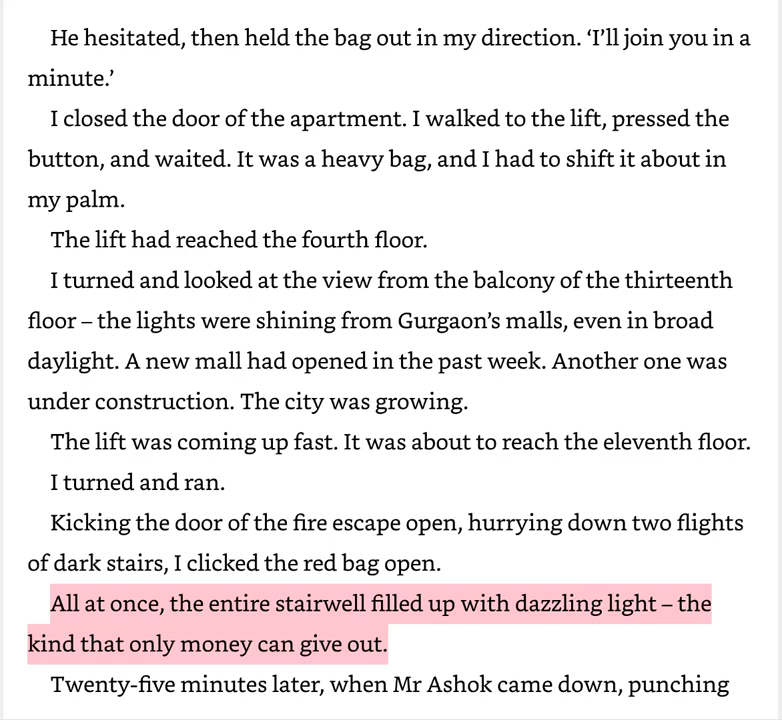 He hesitated, then held the bag out in my direction. ‘I’ll join you in a
minute.’
I closed the door of the apartment. I walked to the lift, pressed the
button, and waited. It was a heavy bag, and I had to shift it about in
my palm.
The lift had reached the fourth floor.
I turned and looked at the view from the balcony of the thirteenth
floor – the lights were shining from Gurgaon’s malls, even in broad
daylight. A new mall had opened in the past week. Another one was
under construction. The city was growing.
The lift was coming up fast. It was about to reach the eleventh floor.
I turned and ran.
Kicking the door of the fire escape open, hurrying down two flights
of dark stairs, I clicked the red bag open.
All at once, the entire stairwell filled up with dazzling light – the
kind that only money can give out.
Twenty-five minutes later, when Mr Ashok came down, punching